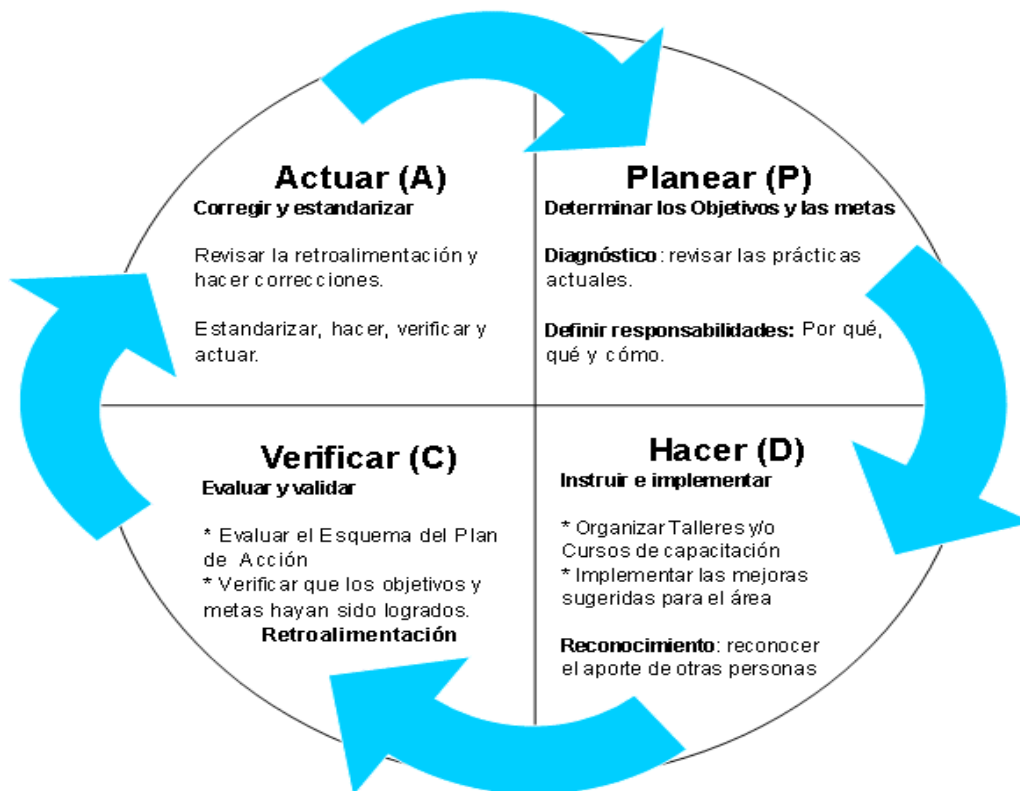 Actuar (A)
Corregir y estandarizar
Revisar la retroalimentación y
hacer correcciones.
Estandarizar, hacer, verificar y
actuar.
Planear (P)
Determinar los Objetivos y las metas
Diagnóstico: revisar las prácticas
actuales.
Definir responsabilidades: Por qué,
qué y cómo.
Verificar (C)
Evaluar y validar
* Evaluar el Esquema del Plan
de Acción
* Verificar que los objetivos y
metas hayan sido logrados.
Retroalimentación
Hacer (D)
Instruir e implementar
* Organizar Talleres y/o
Cursos de capacitación
* Implementar las mejoras
sugeridas para el área
Reconocimiento: reconocer
el aporte de otras personas